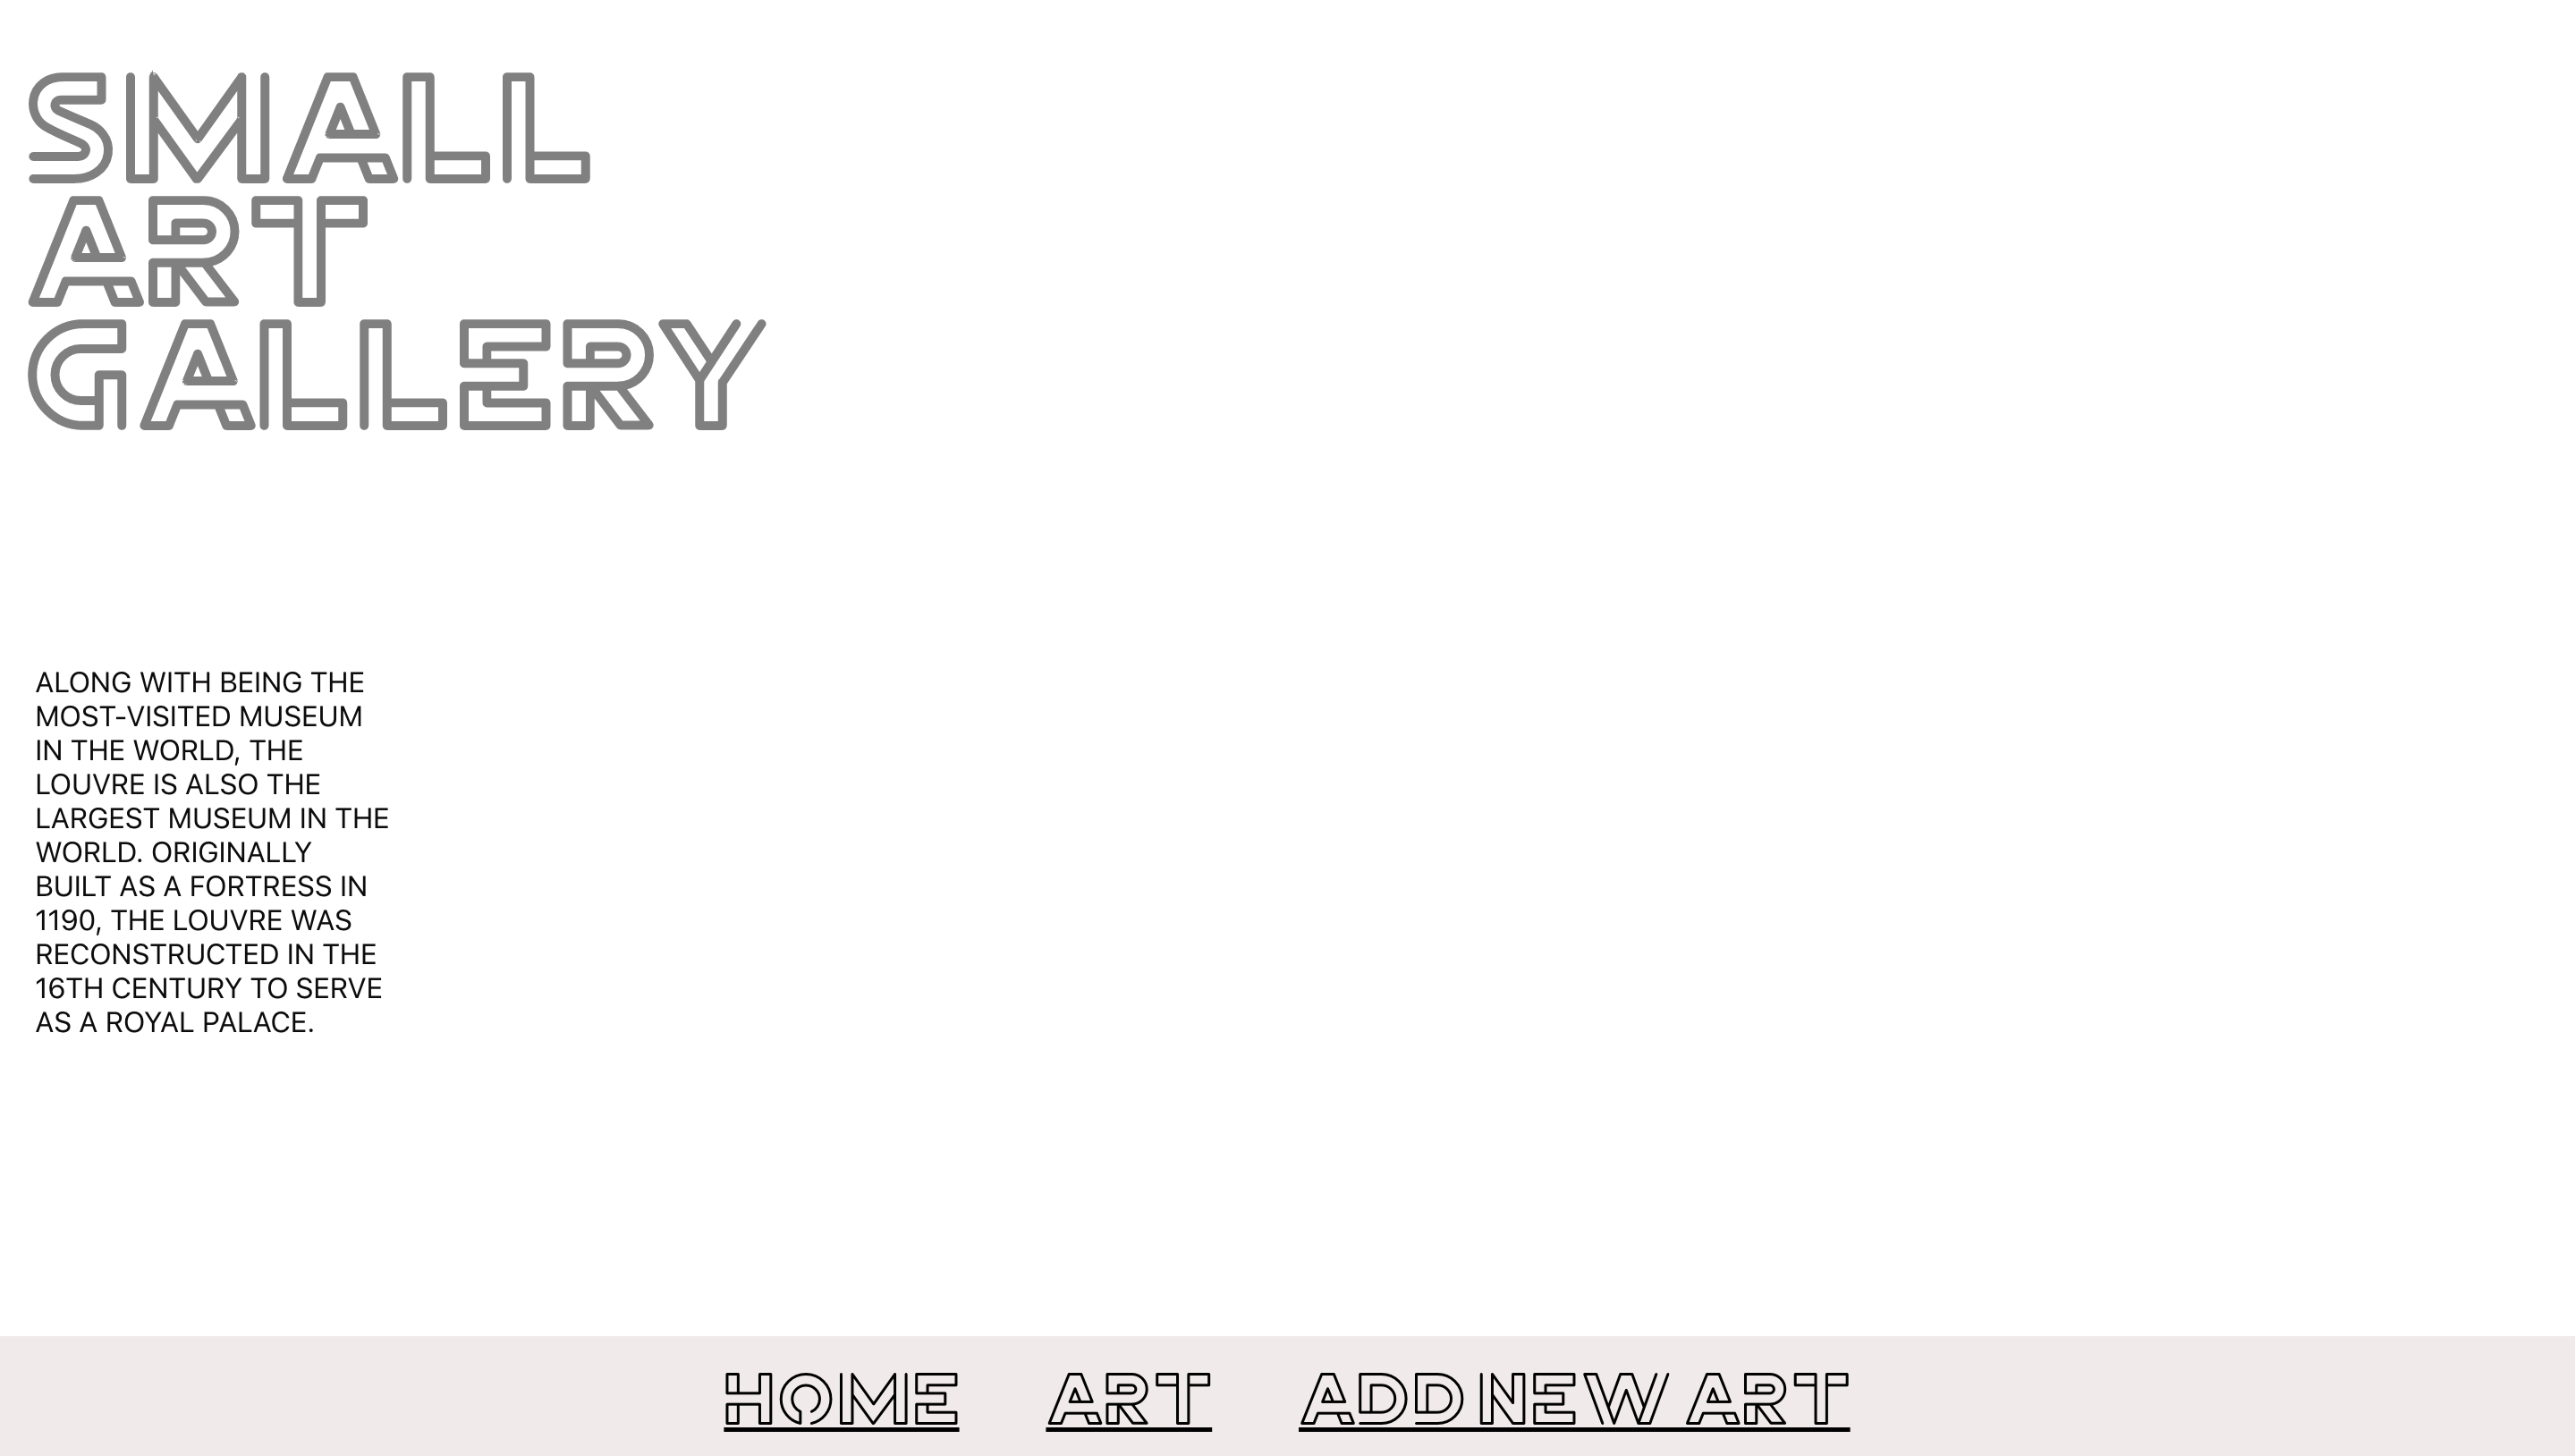 SMALL
ART
GALLERY
ALONG WITH BEING THE
MOST-VISITED MUSEUM
IN THE WORLD, THE
LOUVRE IS ALSO THE
LARGEST MUSEUM IN THE
WORLD. ORIGINALLY
BUILT AS A FORTRESS IN
1190, THE LOUVRE WAS
RECONSTRUCTED IN THE
16TH CENTURY TO SERVE
AS A ROYAL PALACE.
HOME ART ADD NEW ART